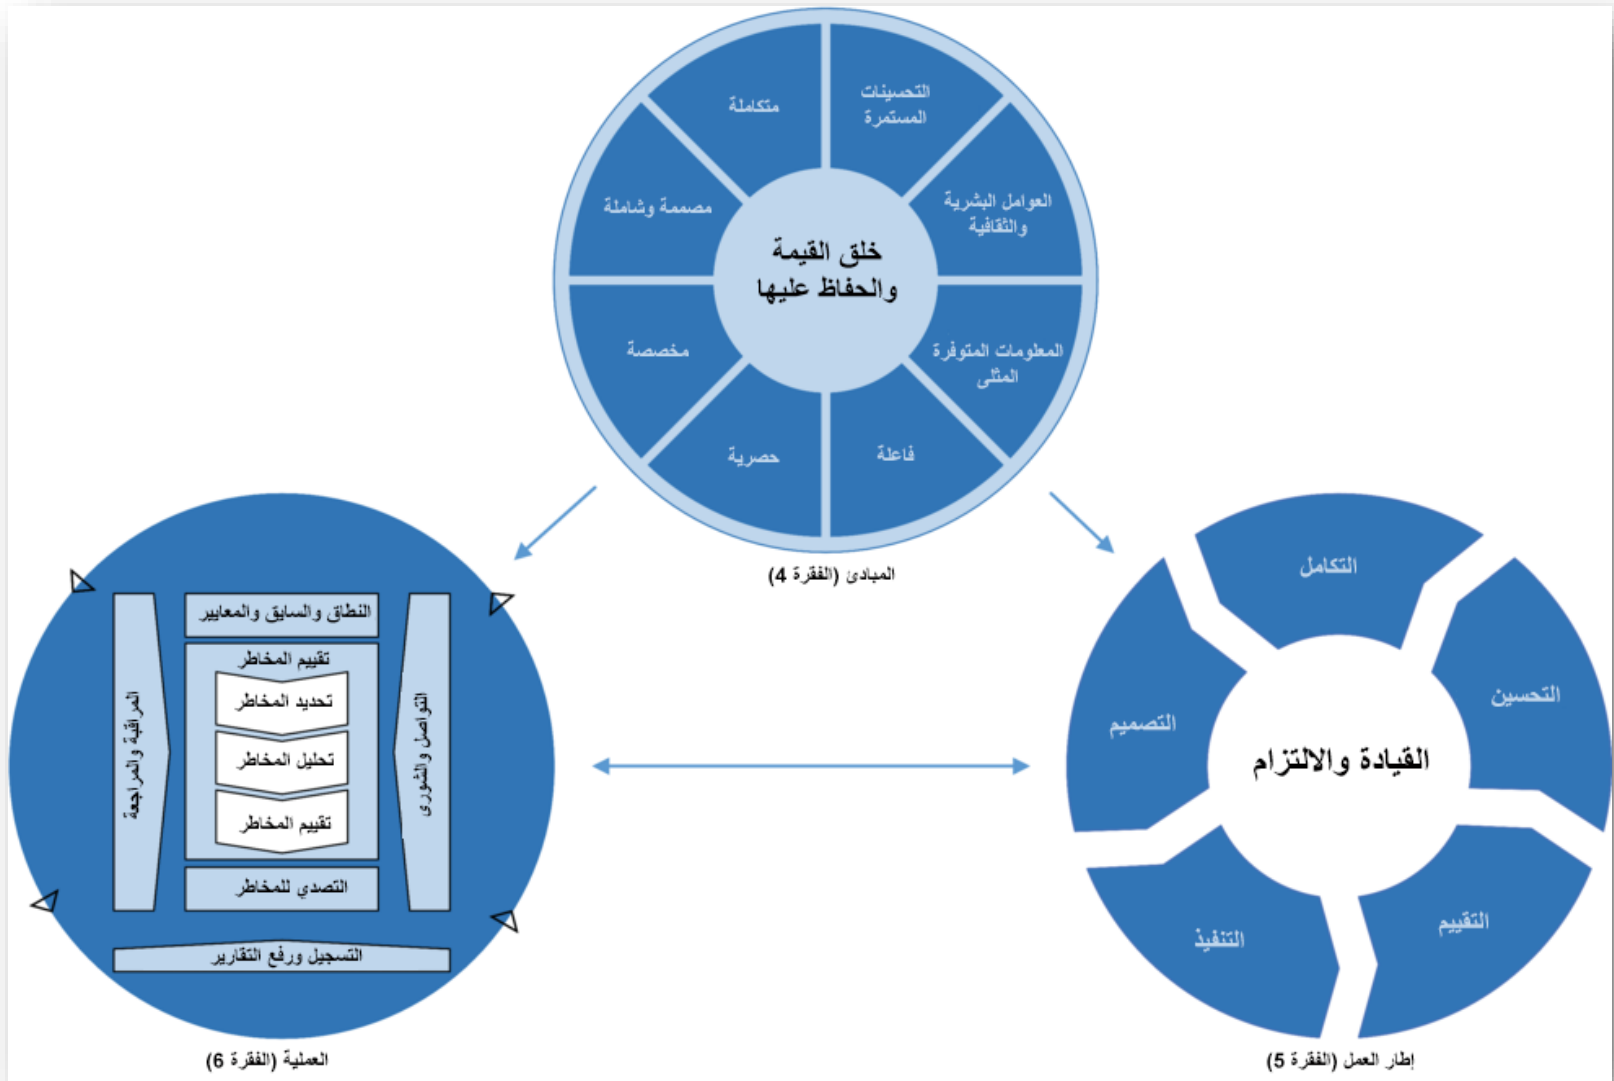 التحسينات
المستمرة
متكاملة
العوامل البشرية
والثقافية
مصممة وشاملة
خلق القيمة
والحفاظ عليها
المعلومات المتوفرة
المثلى
مخصصة
فاعلة
حصرية
المبادئ (الفقرة 4)
التكامل
التحسين
التصميم
القيادة والالتزام
التقييم
التنفيذ
إطار العمل (الفقرة 5)
النطاق والسايق والمعايير
تقييم المخاطر
تحديد المخاطر
تحليل المخاطر
تقييم المخاطر
التصدي للمخاطر
التواصل والشورى
المراقبة والمراجعة
التسجيل ورفع التقارير
العملية (الفقرة 6)